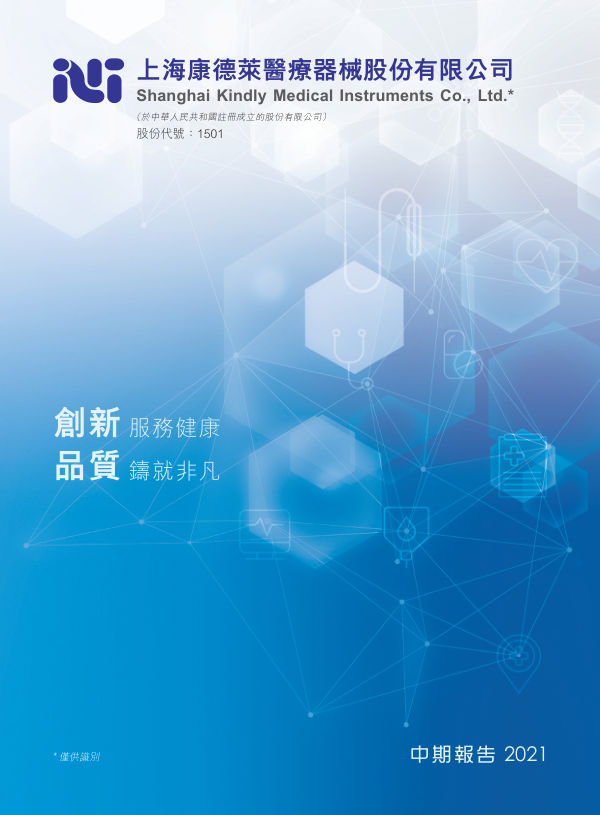 上海康德萊醫療器械股份有限公司
Shanghai Kindly Medical Instruments Co., Ltd.*
（於中華人民共和國註冊成立的股份有限公司）
股份代號：1501
創新 服務健康
品質 鑄就非凡
* 僅供識別
中期報告 2021